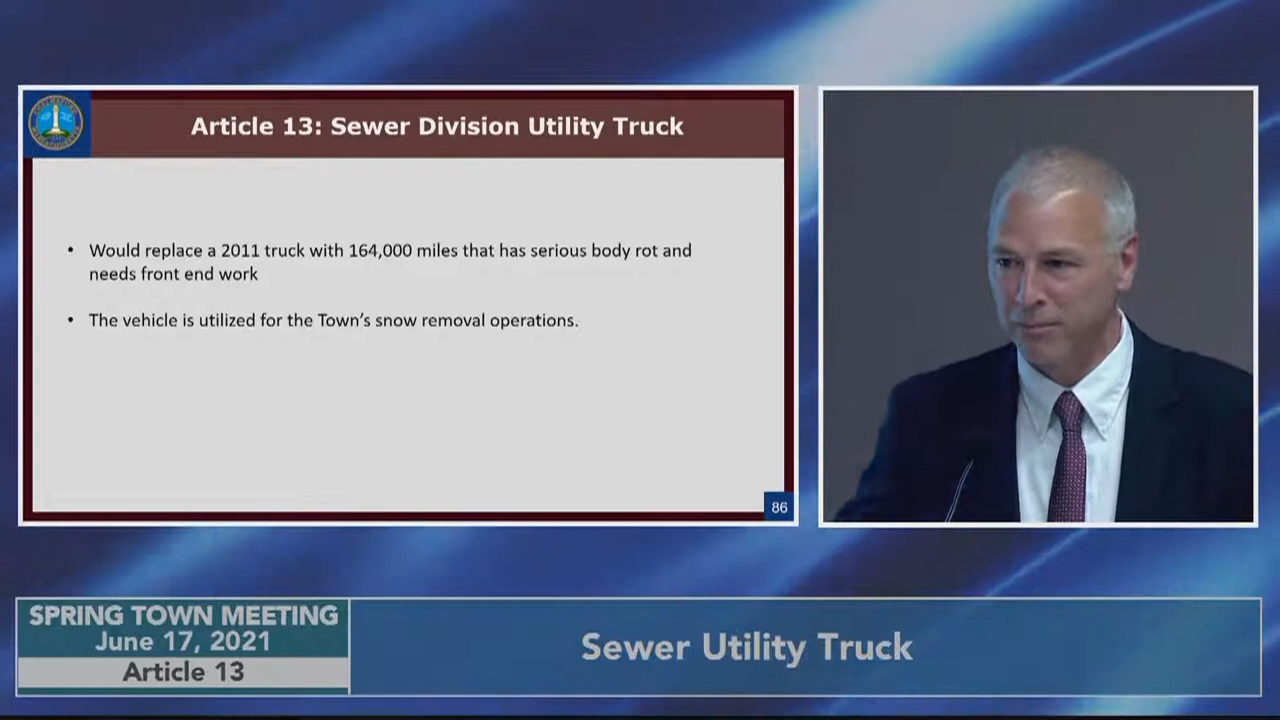 Article 13: Sewer Division Utility Truck
• Would replace a 2011 truck with 164,000 miles that has serious body rot and
needs front end work
• The vehicle is utilized for the Town’s snow removal operations.
86
SPRING TOWN MEETING
June 17, 2021
Article 13
Sewer Utility Truck